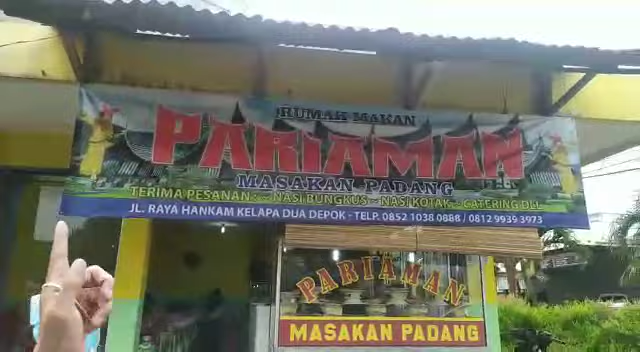 RUMAH MAKAN
PARIAMAN
MASAKAN PADANG
TERIMA PESANAN : - NASI BUNGKUS - NASI KOTAK - CATERING DLL
JL. RAYA HANKAM KELAPA DUA DEPOK - TELP. 0852 1038 0888 / 0812 9939 3973
PARIAMAN
MASAKAN PADANG